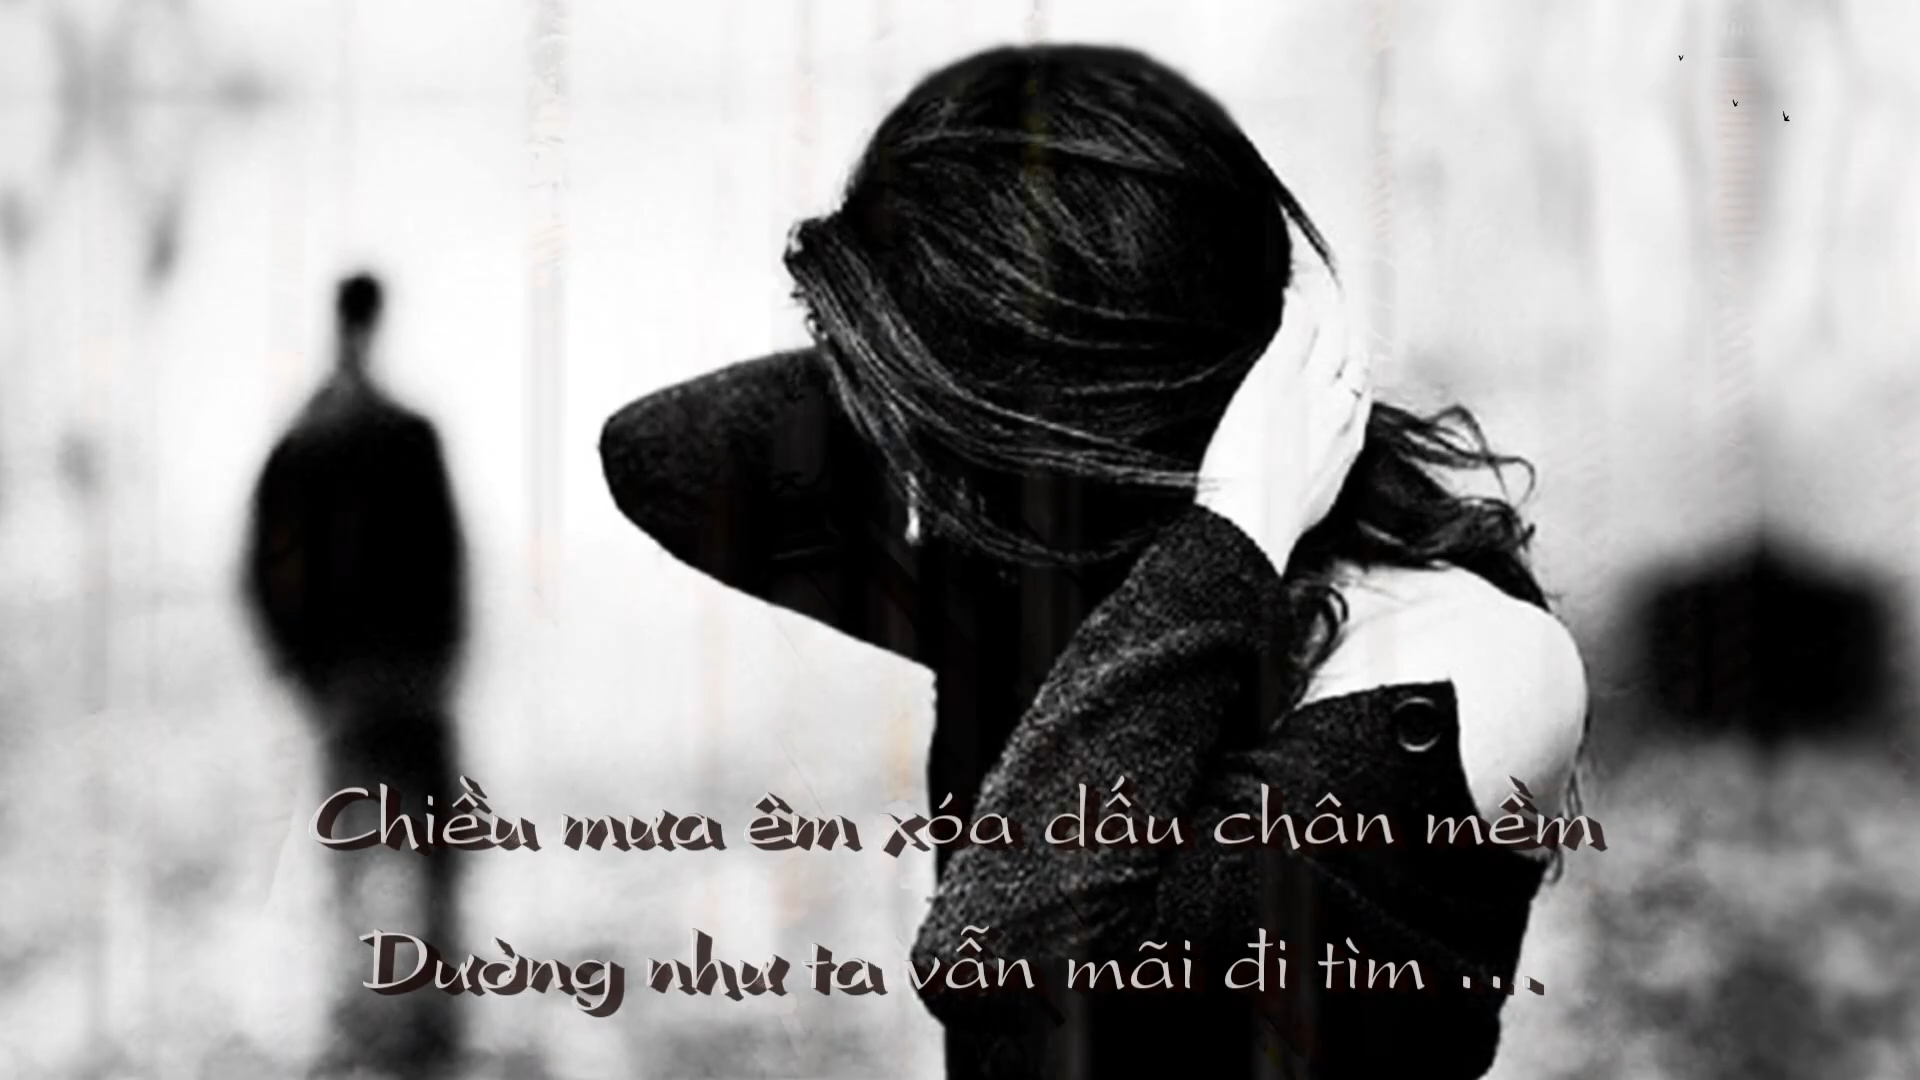 Chiều mưa êm xóa dấu chân mềm
Dường như ta vẫn mãi đi tìm ...